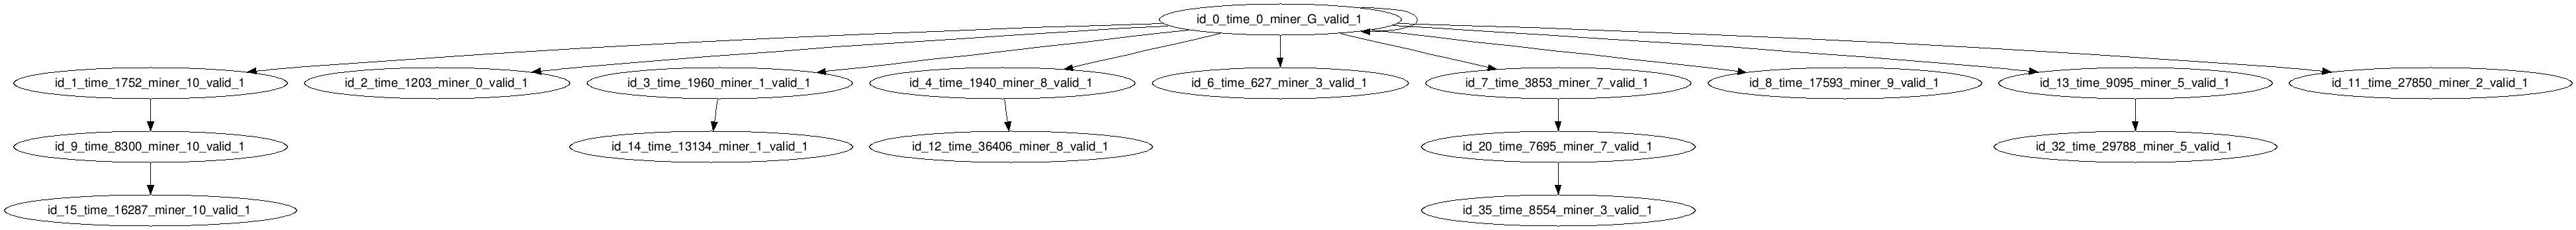 id_0_time_0_miner_G_valid_1
id_1_time_1752_miner_10_valid_1
id_2_time_1203_miner_0_valid_1
id_3_time_1960_miner_1_valid_1
id_4_time_1940_miner_8_valid_1
id_6_time_627_miner_3_valid_1
id_7_time_3853_miner_7_valid_1
id_8_time_17593_miner_9_valid_1
id_13_time_9095_miner_5_valid_1
id_11_time_27850_miner_2_valid_1
id_9_time_8300_miner_10_valid_1
id_14_time_13134_miner_1_valid_1
id_12_time_36406_miner_8_valid_1
id_20_time_7695_miner_7_valid_1
id_32_time_29788_miner_5_valid_1
id_15_time_16287_miner_10_valid_1
id_35_time_8554_miner_3_valid_1